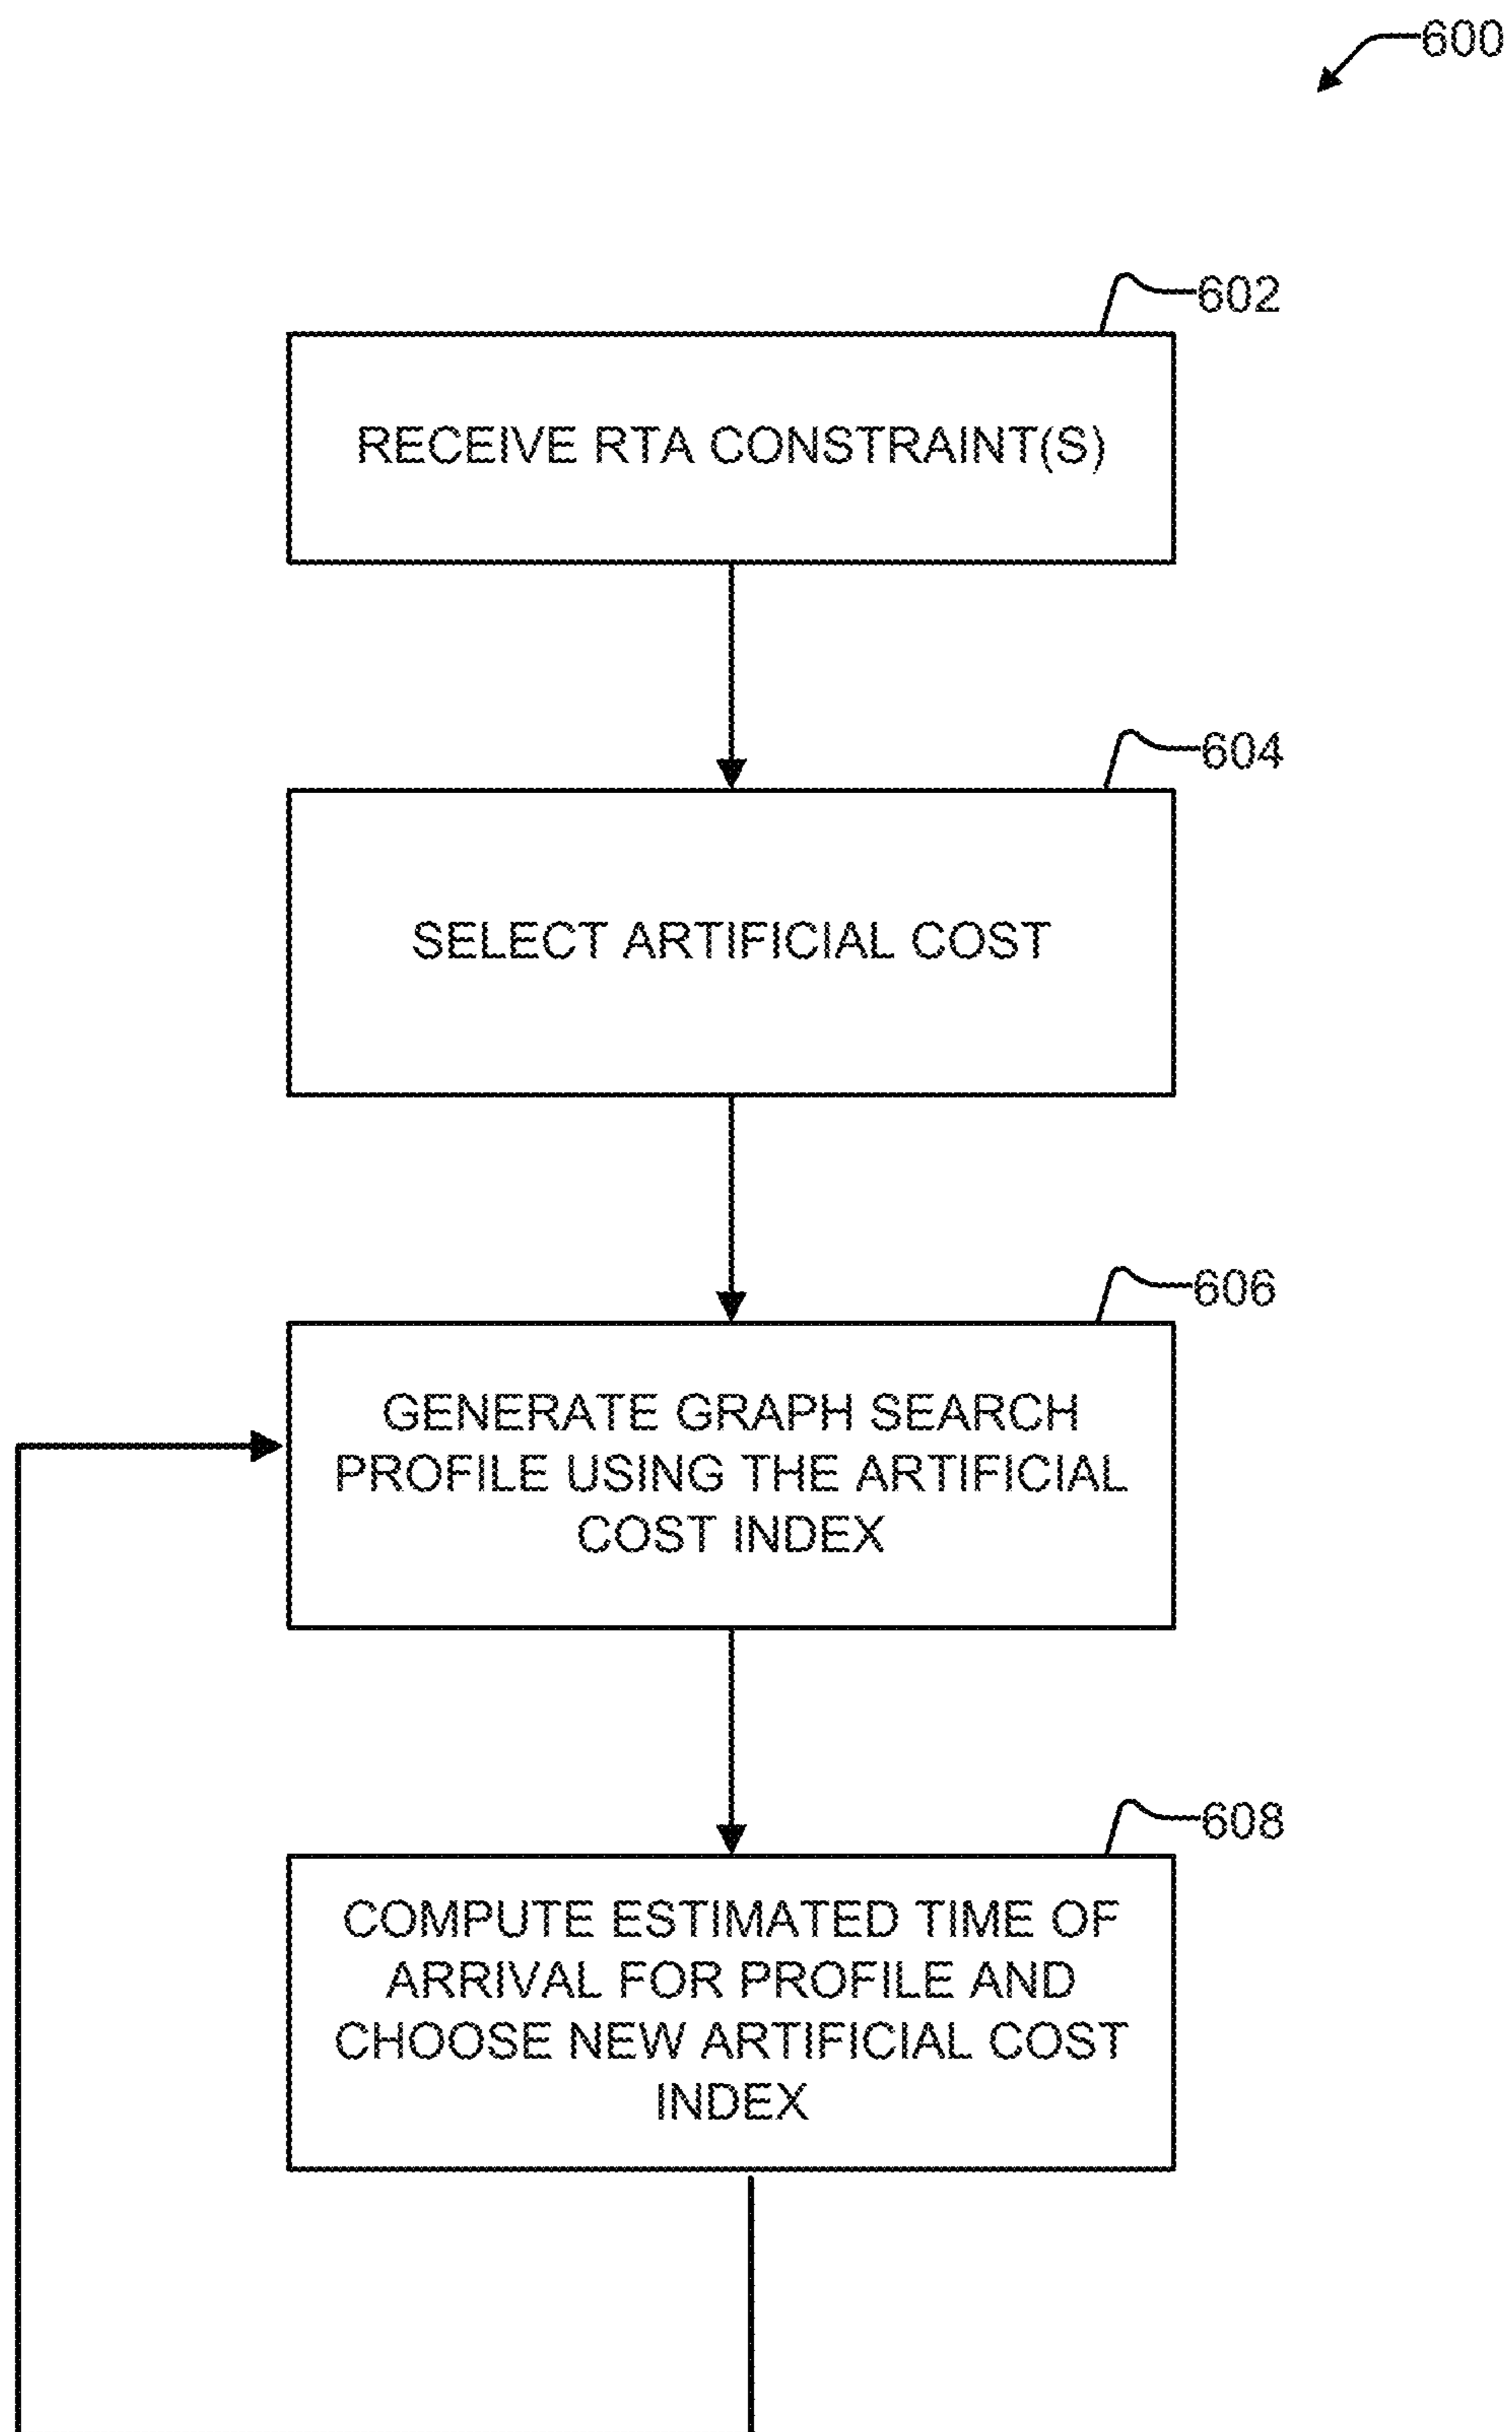 600
602
RECEIVE RTA CONSTRAINT(S)
604
SELECT ARTIFICIAL COST
606
GENERATE GRAPH SEARCH
PROFILE USING THE ARTIFICIAL
COST INDEX
608
COMPUTE ESTIMATED TIME OF
ARRIVAL FOR PROFILE AND
CHOOSE NEW ARTIFICIAL COST
INDEX